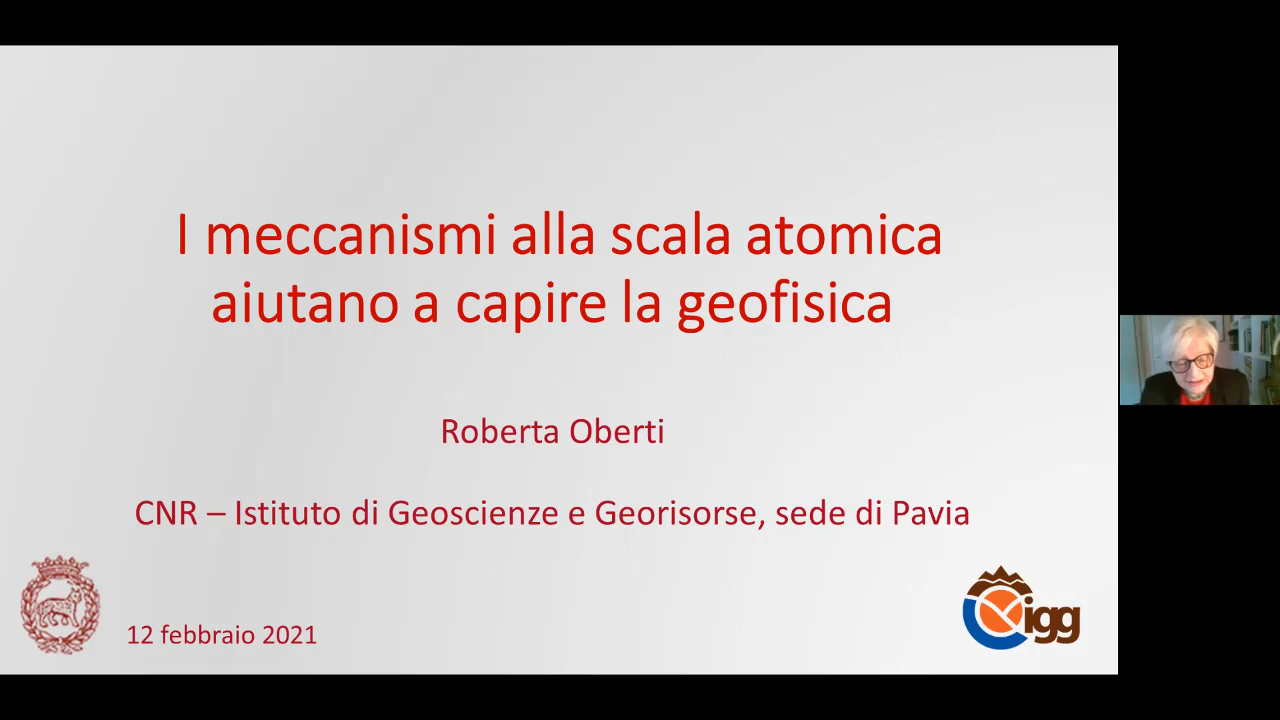 I meccanismi alla scala atomica
aiutano a capire la geofisica
Roberta Oberti
CNR – Istituto di Geoscienze e Georisorse, sede di Pavia
12 febbraio 2021
igg